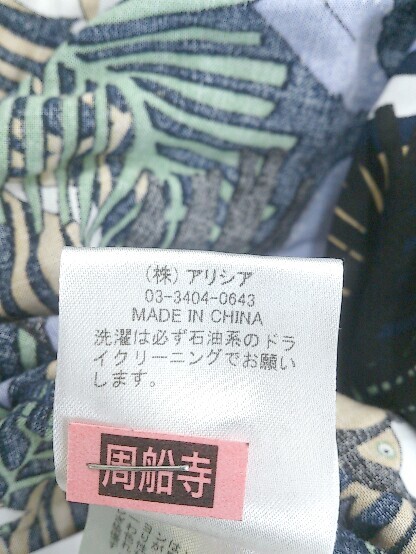 (株)アリシア
03-3404-0643
MADE IN CHINA
洗濯は必ず石油系のドラ
イクリーニングでお願い
します。
周船寺